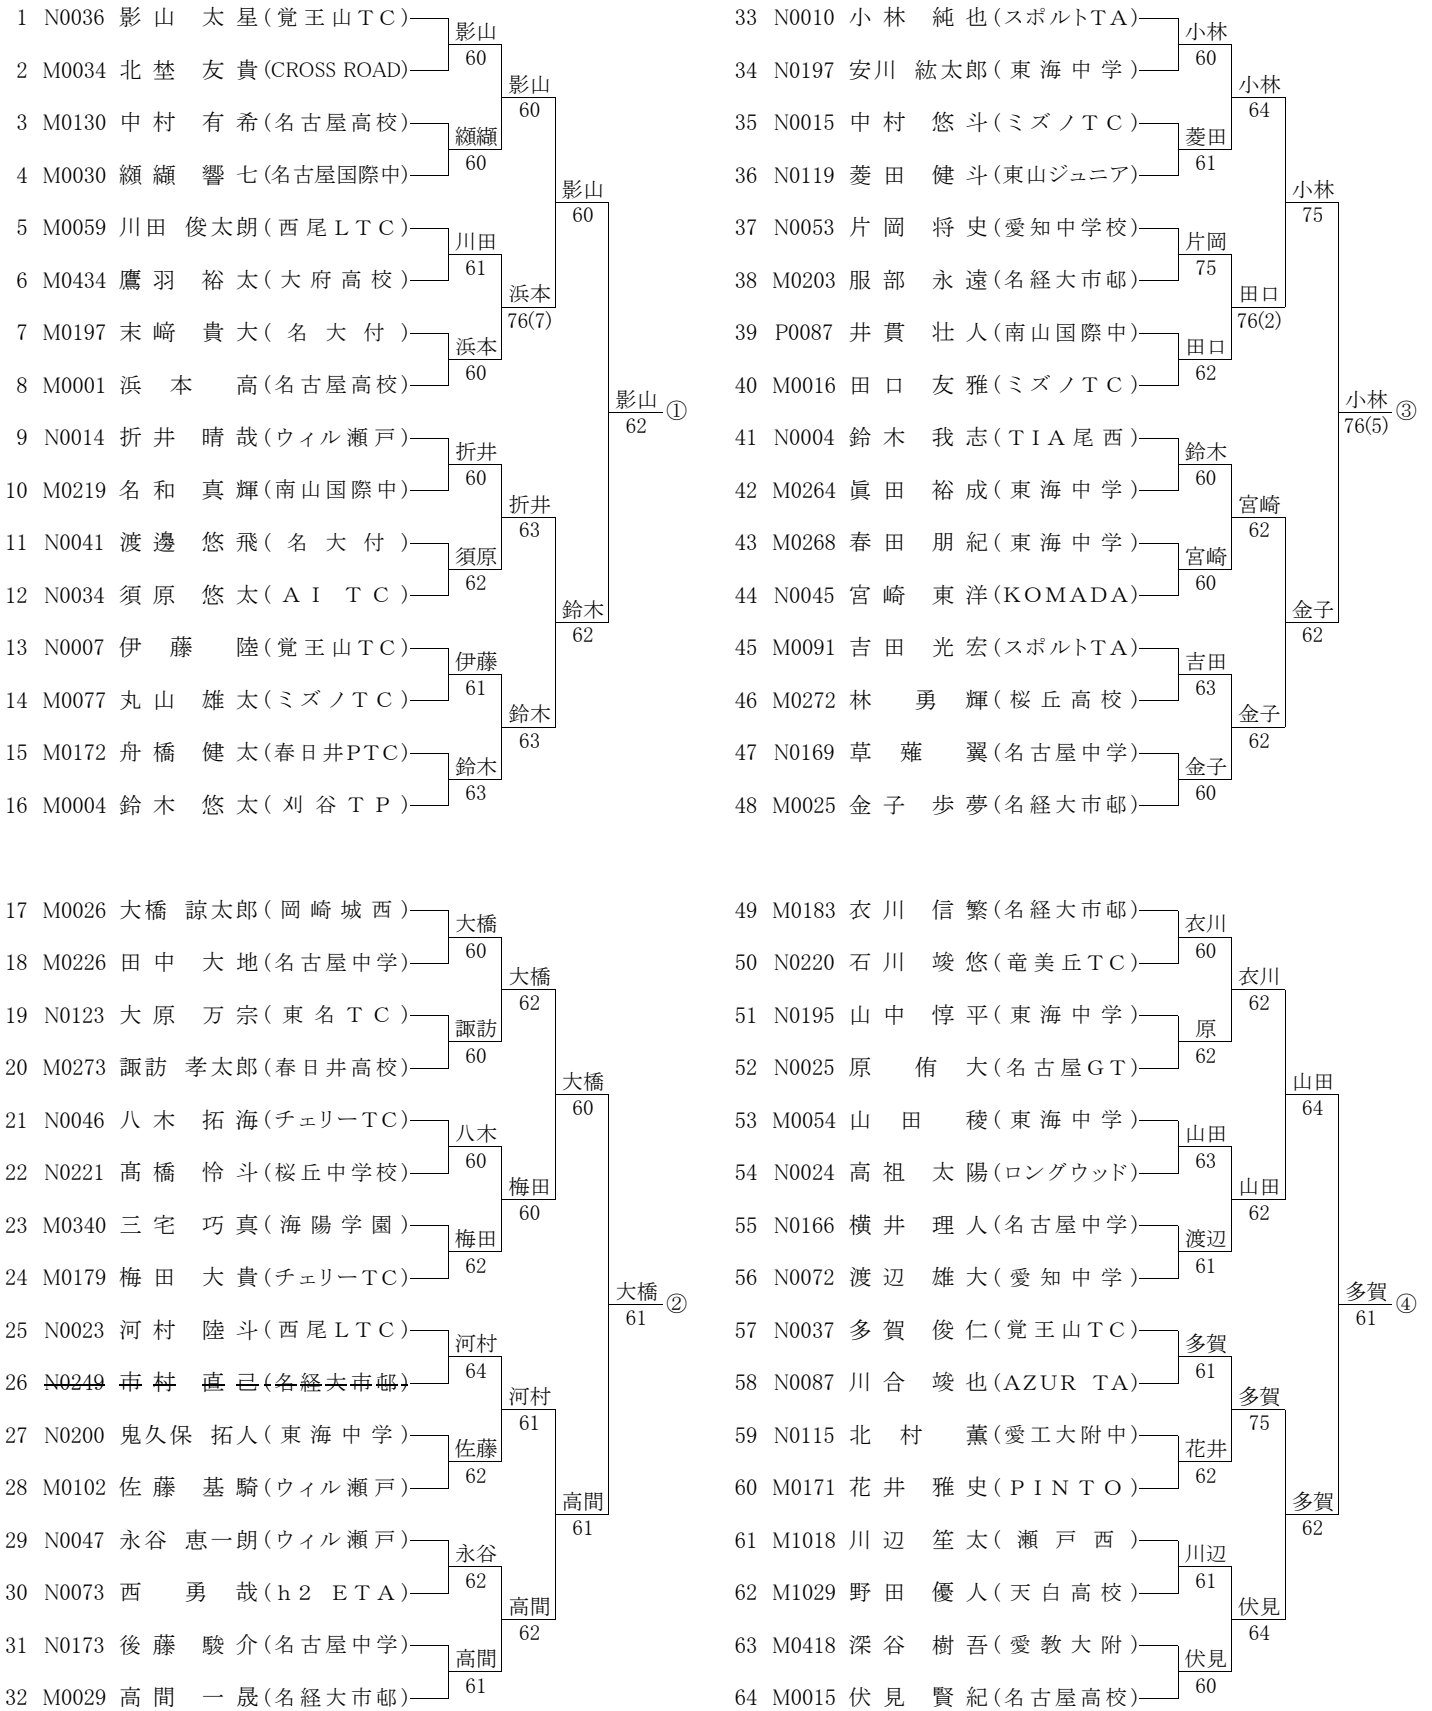 1 N0036 影山 太星(覚王山TC)
影山
60
2 M0034 北埜 友貴(CROSS ROAD)
影山
60
3 M0130 中村 有希(名古屋高校)
纐纈
60
4 M0030 纐纈 響七(名古屋国際中)
影山
60
5 M0059 川田 俊太朗(西尾LTC)
川田
61
6 M0434 鷹羽 裕太(大府高校)
浜本
76(7)
7 M0197 末﨑 貴大(名大付)
浜本
60
8 M0001 浜本 高(名古屋高校)
影山 ①
62
9 N0014 折井 晴哉(ウィル瀬戸)
折井
60
10 M0219 名和 真輝(南山国際中)
折井
63
11 N0041 渡邊 悠飛(名大付)
須原
62
12 N0034 須原 悠太(AI TC)
鈴木
62
13 N0007 伊藤 陸(覚王山TC)
伊藤
61
14 M0077 丸山 雄太(ミズノTC)
鈴木
63
15 M0172 舟橋 健太(春日井PTC)
鈴木
63
16 M0004 鈴木 悠太(刈谷TP)
17 M0026 大橋 諒太郎(岡崎城西)
大橋
60
18 M0226 田中 大地(名古屋中学)
大橋
62
19 N0123 大原 万宗(東名TC)
諏訪
60
20 M0273 諏訪 孝太郎(春日井高校)
大橋
60
21 N0046 八木 拓海(チェリーTC)
八木
60
22 N0221 髙橋 怜斗(桜丘中学校)
梅田
60
23 M0340 三宅 巧真(海陽学園)
梅田
62
24 M0179 梅田 大貴(チェリーTC)
大橋 ②
61
25 N0023 河村 陸斗(西尾LTC)
河村
64
26 N0249 市村 直己(名経大市邨)
河村
61
27 N0200 鬼久保 拓人(東海中学)
佐藤
62
28 M0102 佐藤 基騎(ウィル瀬戸)
高間
61
29 N0047 永谷 恵一朗(ウィル瀬戸)
永谷
62
30 N0073 西 勇哉(h2 ETA)
高間
62
31 N0173 後藤 駿介(名古屋中学)
高間
61
32 M0029 高間 一晟(名経大市邨)
33 N0010 小林 純也(スポルトTA)
小林
60
34 N0197 安川 紘太郎(東海中学)
小林
64
35 N0015 中村 悠斗(ミズノTC)
菱田
61
36 N0119 菱田 健斗(東山ジュニア)
小林
75
37 N0053 片岡 将史(愛知中学校)
片岡
75
38 M0203 服部 永遠(名経大市邨)
田口
76(2)
39 P0087 井貫 壮人(南山国際中)
田口
62
40 M0016 田口 友雅(ミズノTC)
小林 ③
76(5)
41 N0004 鈴木 我志(TIA尾西)
鈴木
60
42 M0264 眞田 裕成(東海中学)
宮崎
62
43 M0268 春田 朋紀(東海中学)
宮崎
60
44 N0045 宮崎 東洋(KOMADA)
金子
62
45 M0091 吉田 光宏(スポルトTA)
吉田
63
46 M0272 林 勇輝(桜丘高校)
金子
62
47 N0169 草薙 翼(名古屋中学)
金子
60
48 M0025 金子 歩夢(名経大市邨)
49 M0183 衣川 信繁(名経大市邨)
衣川
60
50 N0220 石川 竣悠(竜美丘TC)
衣川
62
51 N0195 山中 惇平(東海中学)
原
62
52 N0025 原 侑大(名古屋GT)
山田
64
53 M0054 山田 稜(東海中学)
山田
63
54 N0024 高祖 太陽(ロングウッド)
山田
62
55 N0166 横井 理人(名古屋中学)
渡辺
61
56 N0072 渡辺 雄大(愛知中学)
多賀 ④
61
57 N0037 多賀 俊仁(覚王山TC)
多賀
61
58 N0087 川合 竣也(AZUR TA)
多賀
75
59 N0115 北村 薫(愛工大附中)
花井
62
60 M0171 花井 雅史(PINTO)
多賀
62
61 M1018 川辺 笙太(瀬戸西)
川辺
61
62 M1029 野田 優人(天白高校)
伏見
64
63 M0418 深谷 樹吾(愛教大附)
伏見
60
64 M0015 伏見 賢紀(名古屋高校)